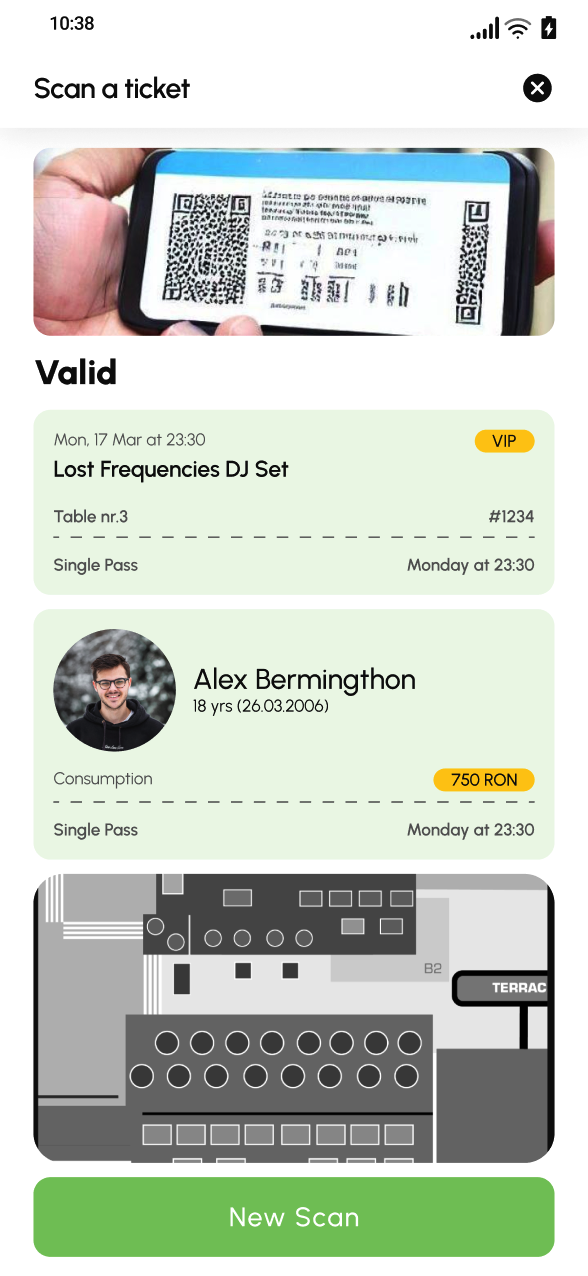 10:38
Scan a ticket
Valid
Mon, 17 Mar at 23:30
VIP
Lost Frequencies DJ Set
Table nr.3
#1234
Single Pass
Monday at 23:30
Alex Bermingthon
18 yrs (26.03.2006)
Consumption
750 RON
Single Pass
Monday at 23:30
B2
TERRAC
New Scan